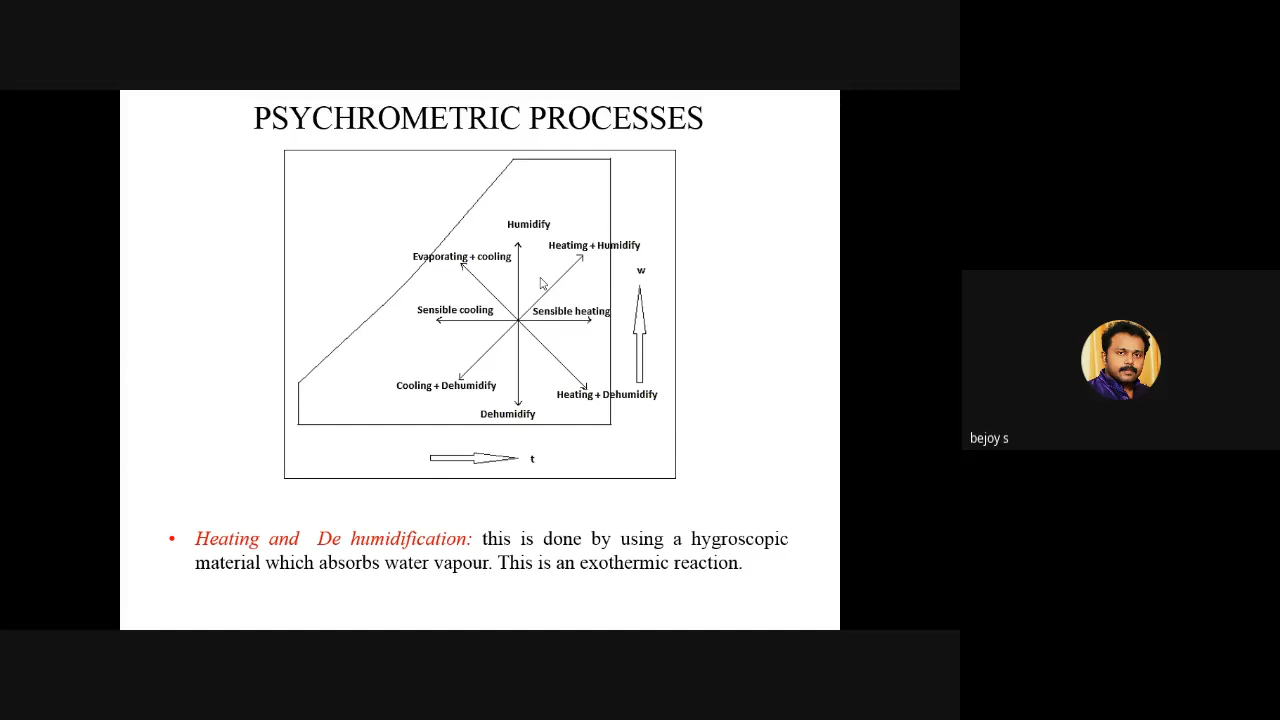 PSYCHROMETRIC PROCESSES
Humidify
Heatimg + Humidify
Evaporating + cooling
w
Sensible cooling
Sensible heating
Cooling + Dehumidify
Heating + Dehumidify
Dehumidify
t
• Heating and De humidification: this is done by using a hygroscopic
material which absorbs water vapour. This is an exothermic reaction.
bejoy s